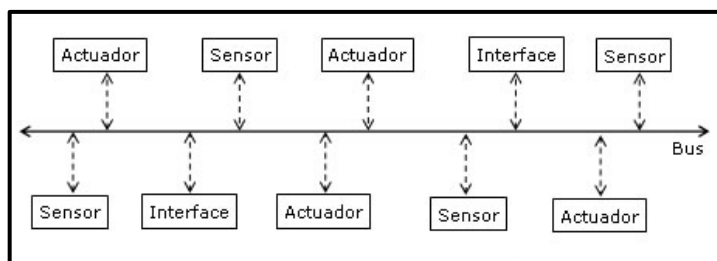 Actuador Sensor Actuador Interface Sensor
Bus
Sensor Interface Actuador Sensor Actuador